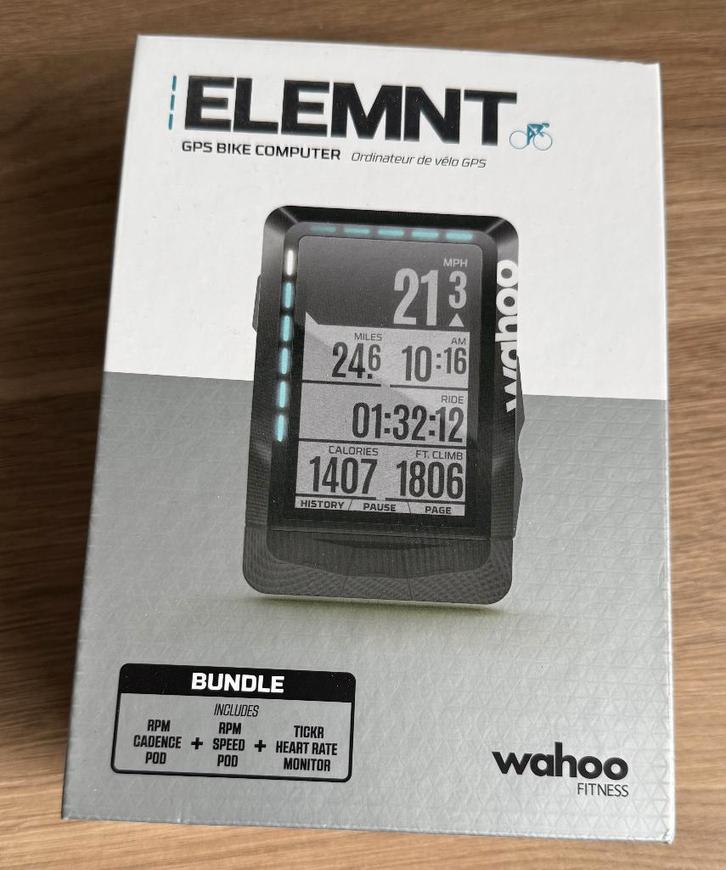 ELEMNT
GPS BIKE COMPUTER Ordinateur de vélo GPS
MPH
21.3
MILES AM
24.6 10:16
RIDE
01:32:12
CALORIES FT. CLIMB
1407 1806
HISTORY PAUSE PAGE
wahoo
BUNDLE
INCLUDES
RPM CADENCE POD + RPM SPEED POD + TICKR HEART RATE MONITOR
wahoo
FITNESS